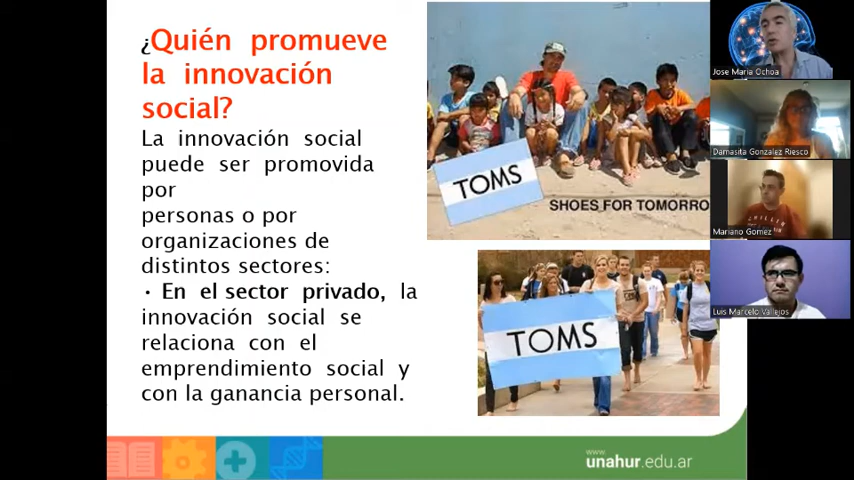 ¿Quién promueve
la innovación
social?
La innovación social
puede ser promovida
por
personas o por
organizaciones de
distintos sectores:
• En el sector privado, la
innovación social se
relaciona con el
emprendimiento social y
con la ganancia personal.
TOMS
SHOES FOR TOMORRO
TOMS
www
unahur.edu.ar
Jose Maria Ochoa
Damasita Gonzalez Riesco
Mariano Gomez
Luis Marcelo Vallejos